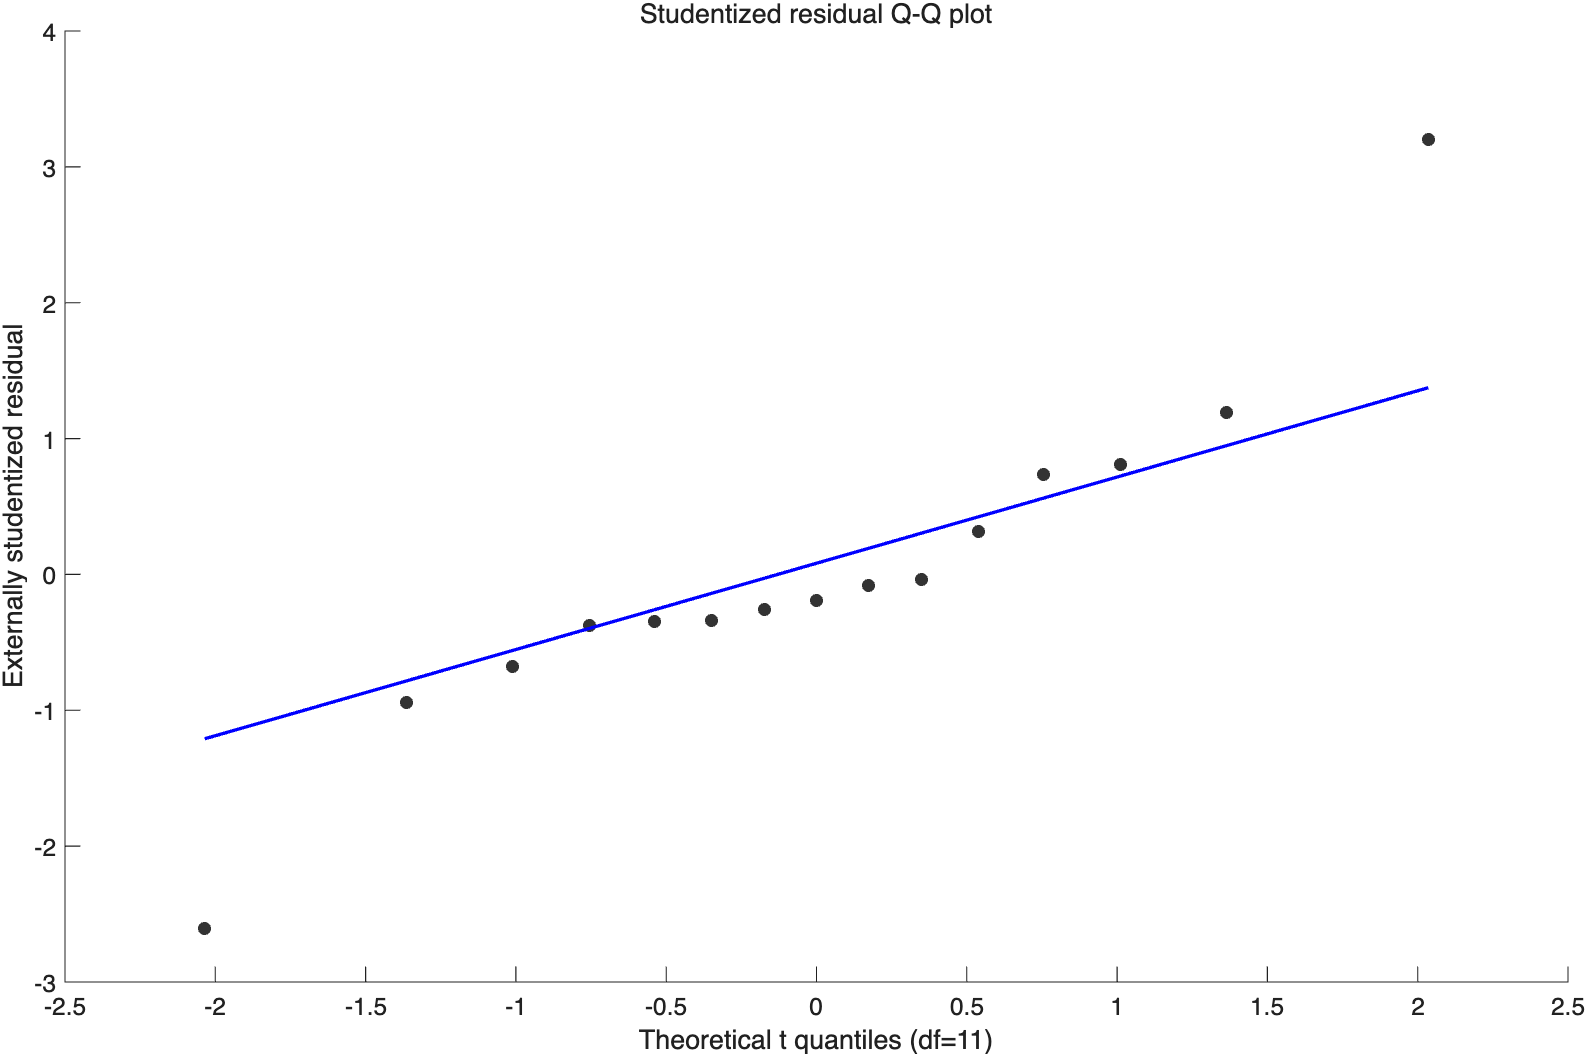 Studentized residual Q-Q plot
4
3
2
1
0
-1
-2
-3
Externally studentized residual
-2.5 -2 -1.5 -1 -0.5 0 0.5 1 1.5 2 2.5
Theoretical t quantiles (df=11)